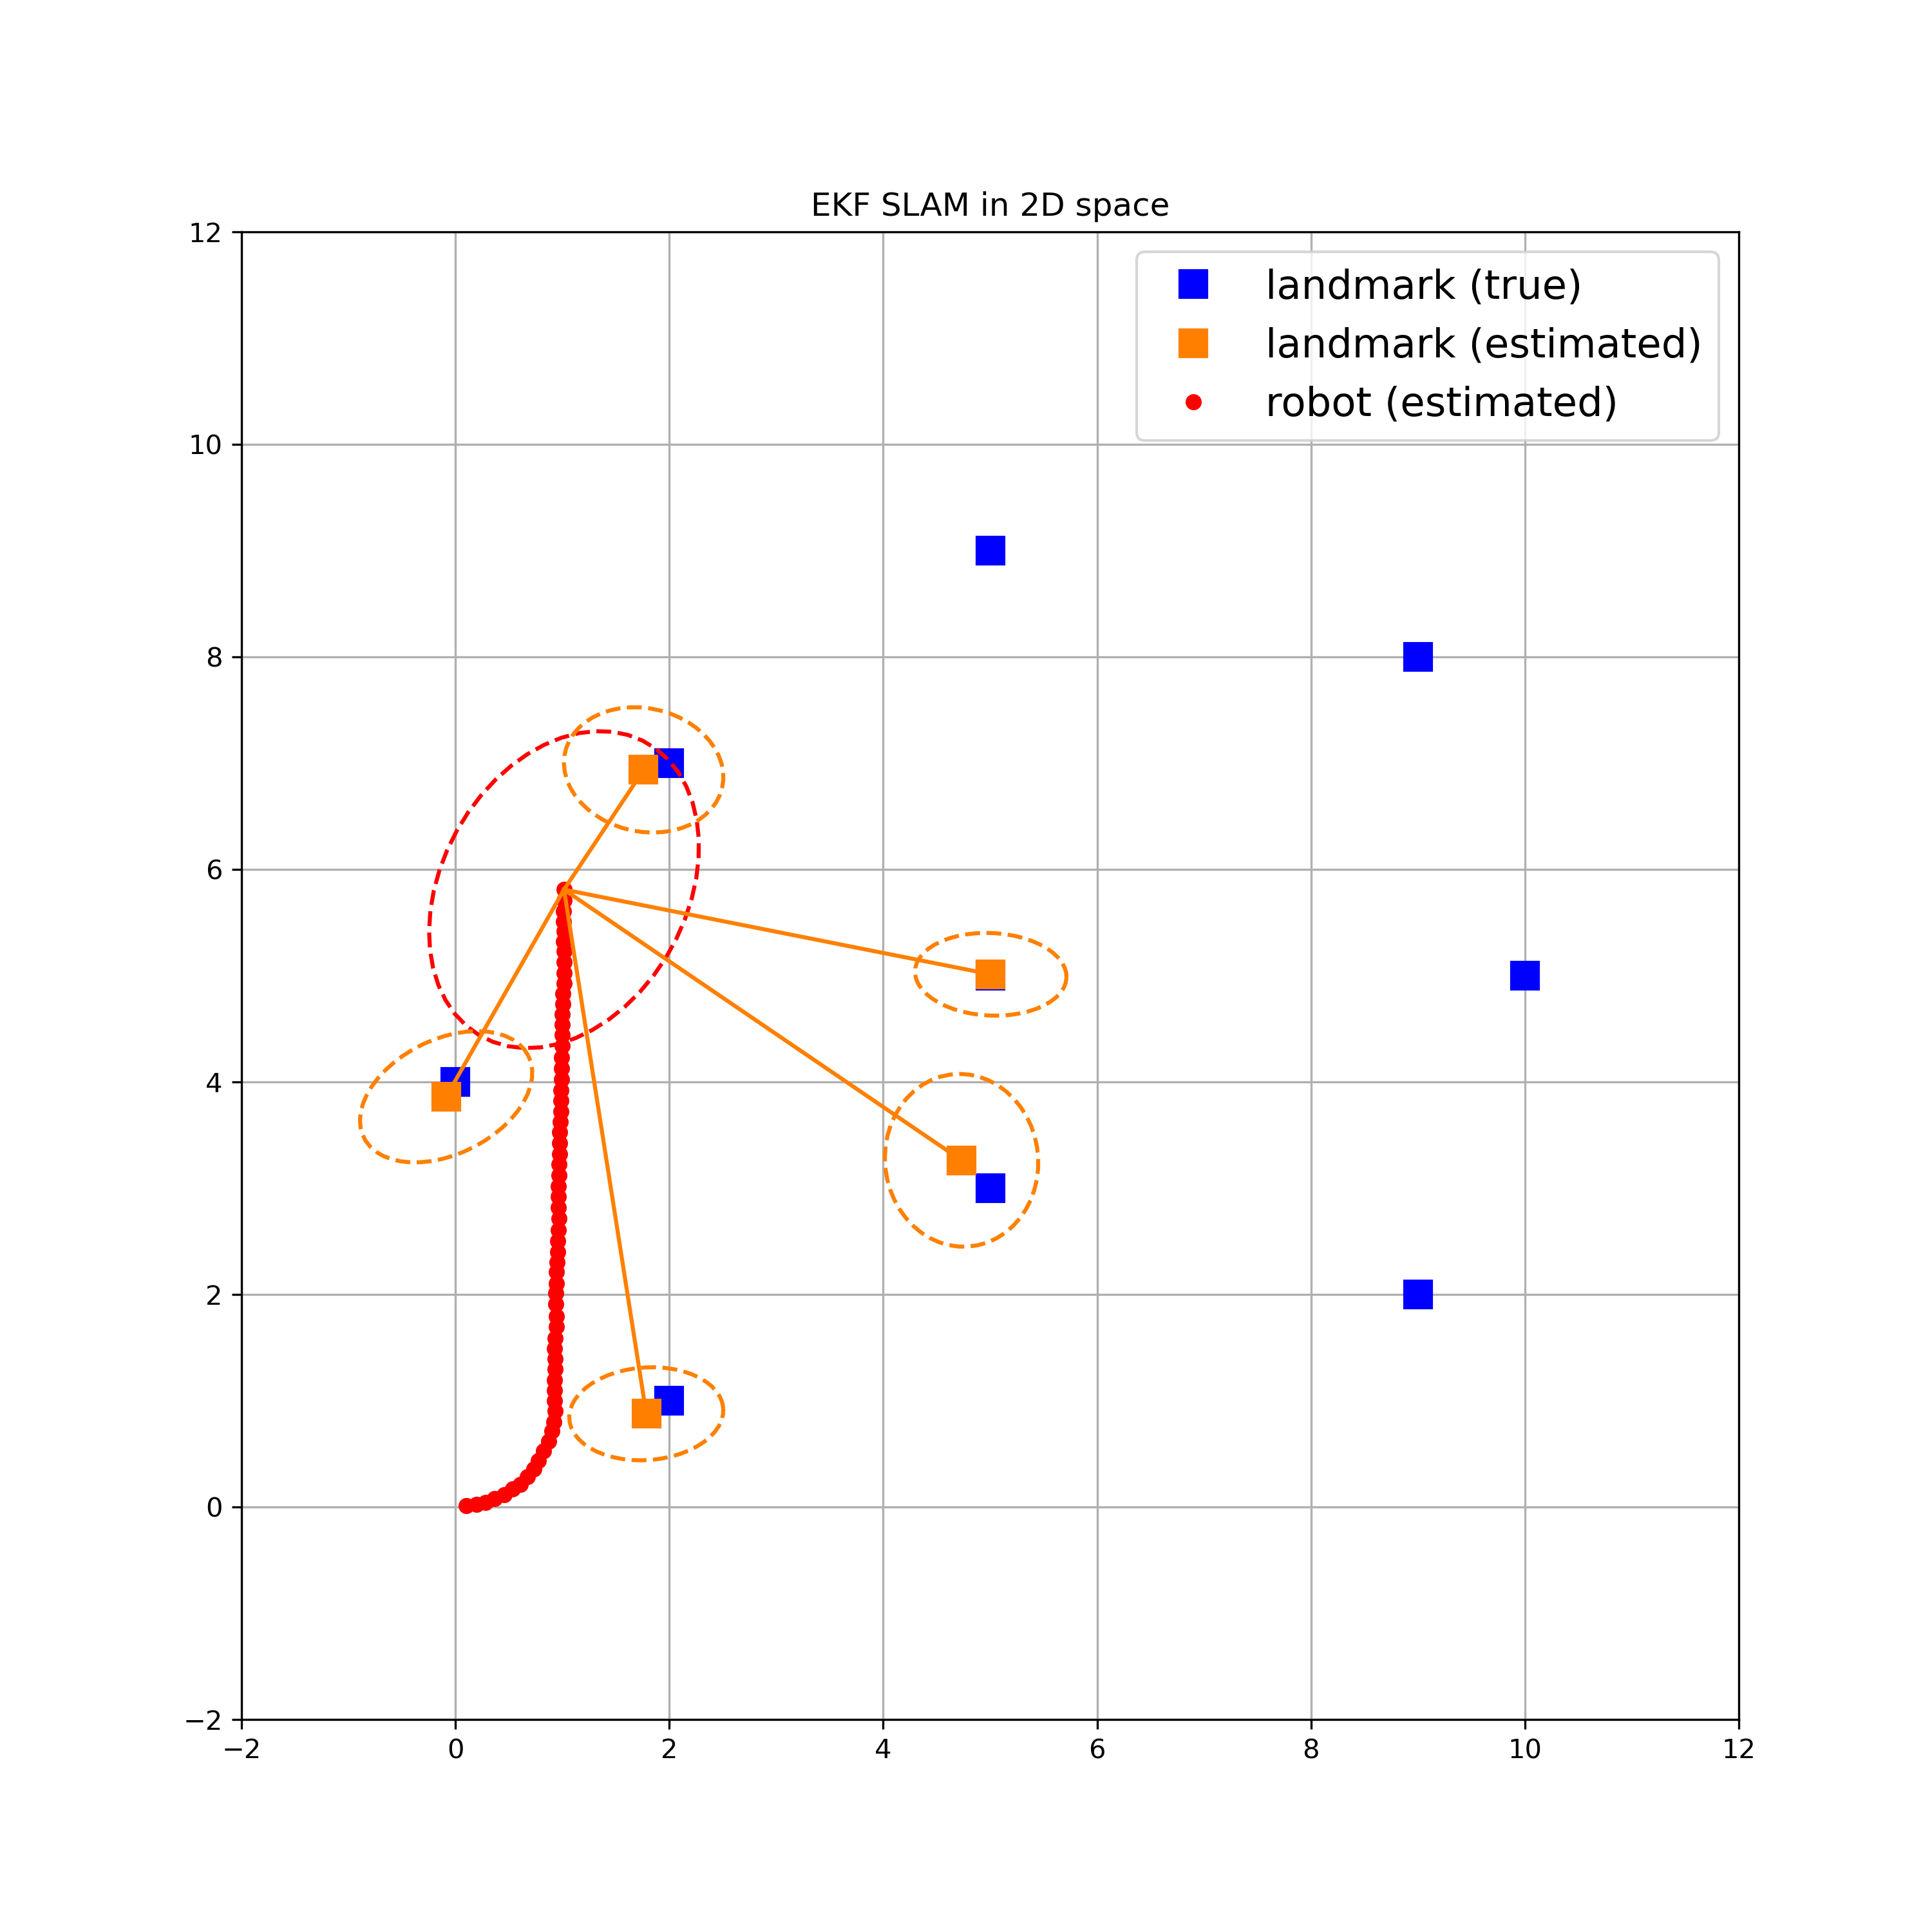 EKF SLAM in 2D space
landmark (true)
landmark (estimated)
robot (estimated)
12
10
8
6
4
2
0
−2
−2 0 2 4 6 8 10 12